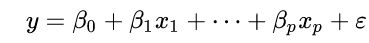 y = β₀ + β₁x₁ + ⋯ + βₚxₚ + ε